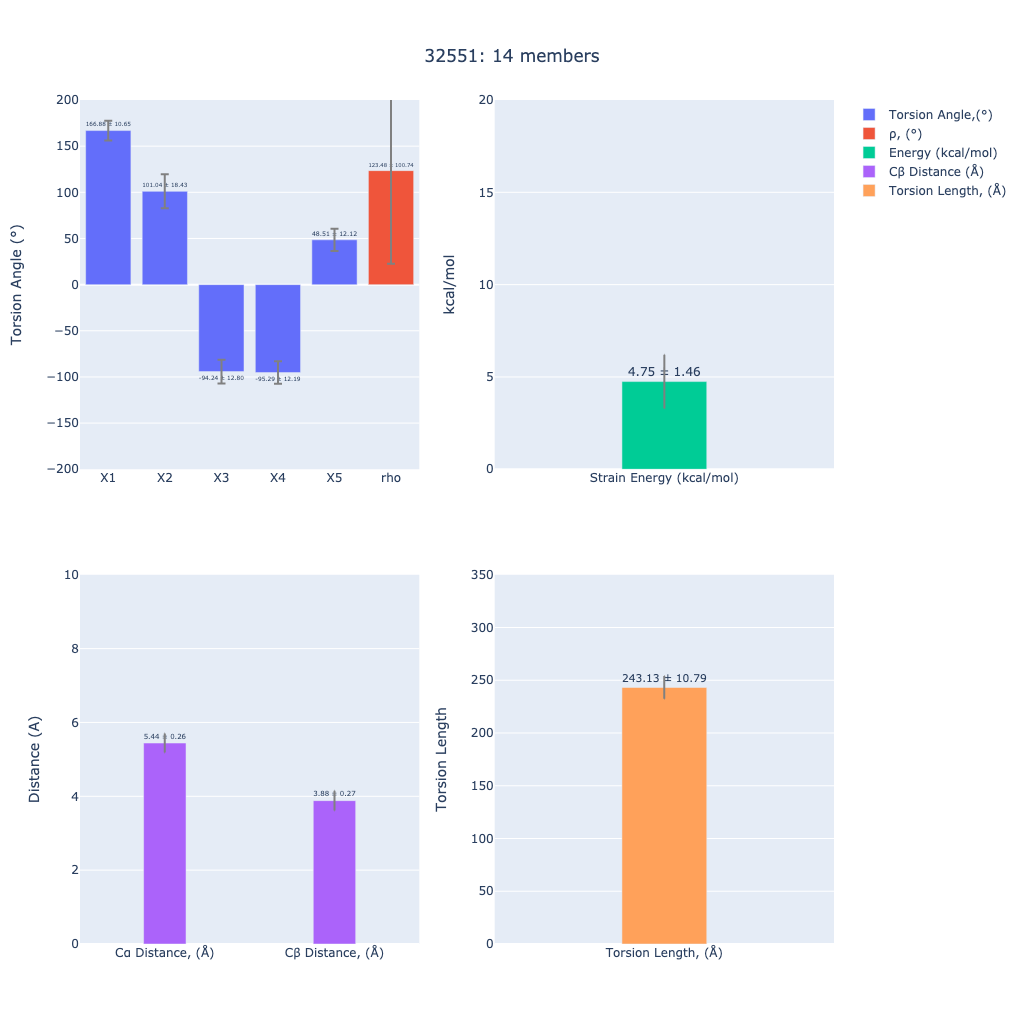 32551: 14 members
200
150
100
50
0
−50
−100
−150
−200
Torsion Angle (°)
166.86 ± 10.65
101.04 ± 18.43
-94.24 ± 12.80
-95.29 ± 12.19
48.51 ± 12.12
123.48 ± 100.74
X1 X2 X3 X4 X5 rho
20
15
10
5
0
kcal/mol
4.75 ± 1.46
Strain Energy (kcal/mol)
Torsion Angle,(°)
ρ, (°)
Energy (kcal/mol)
Cβ Distance (Å)
Torsion Length, (Å)
10
8
6
4
2
0
Distance (A)
5.44 ± 0.26
3.88 ± 0.27
Cα Distance, (Å) Cβ Distance, (Å)
350
300
250
200
150
100
50
0
Torsion Length
243.13 ± 10.79
Torsion Length, (Å)